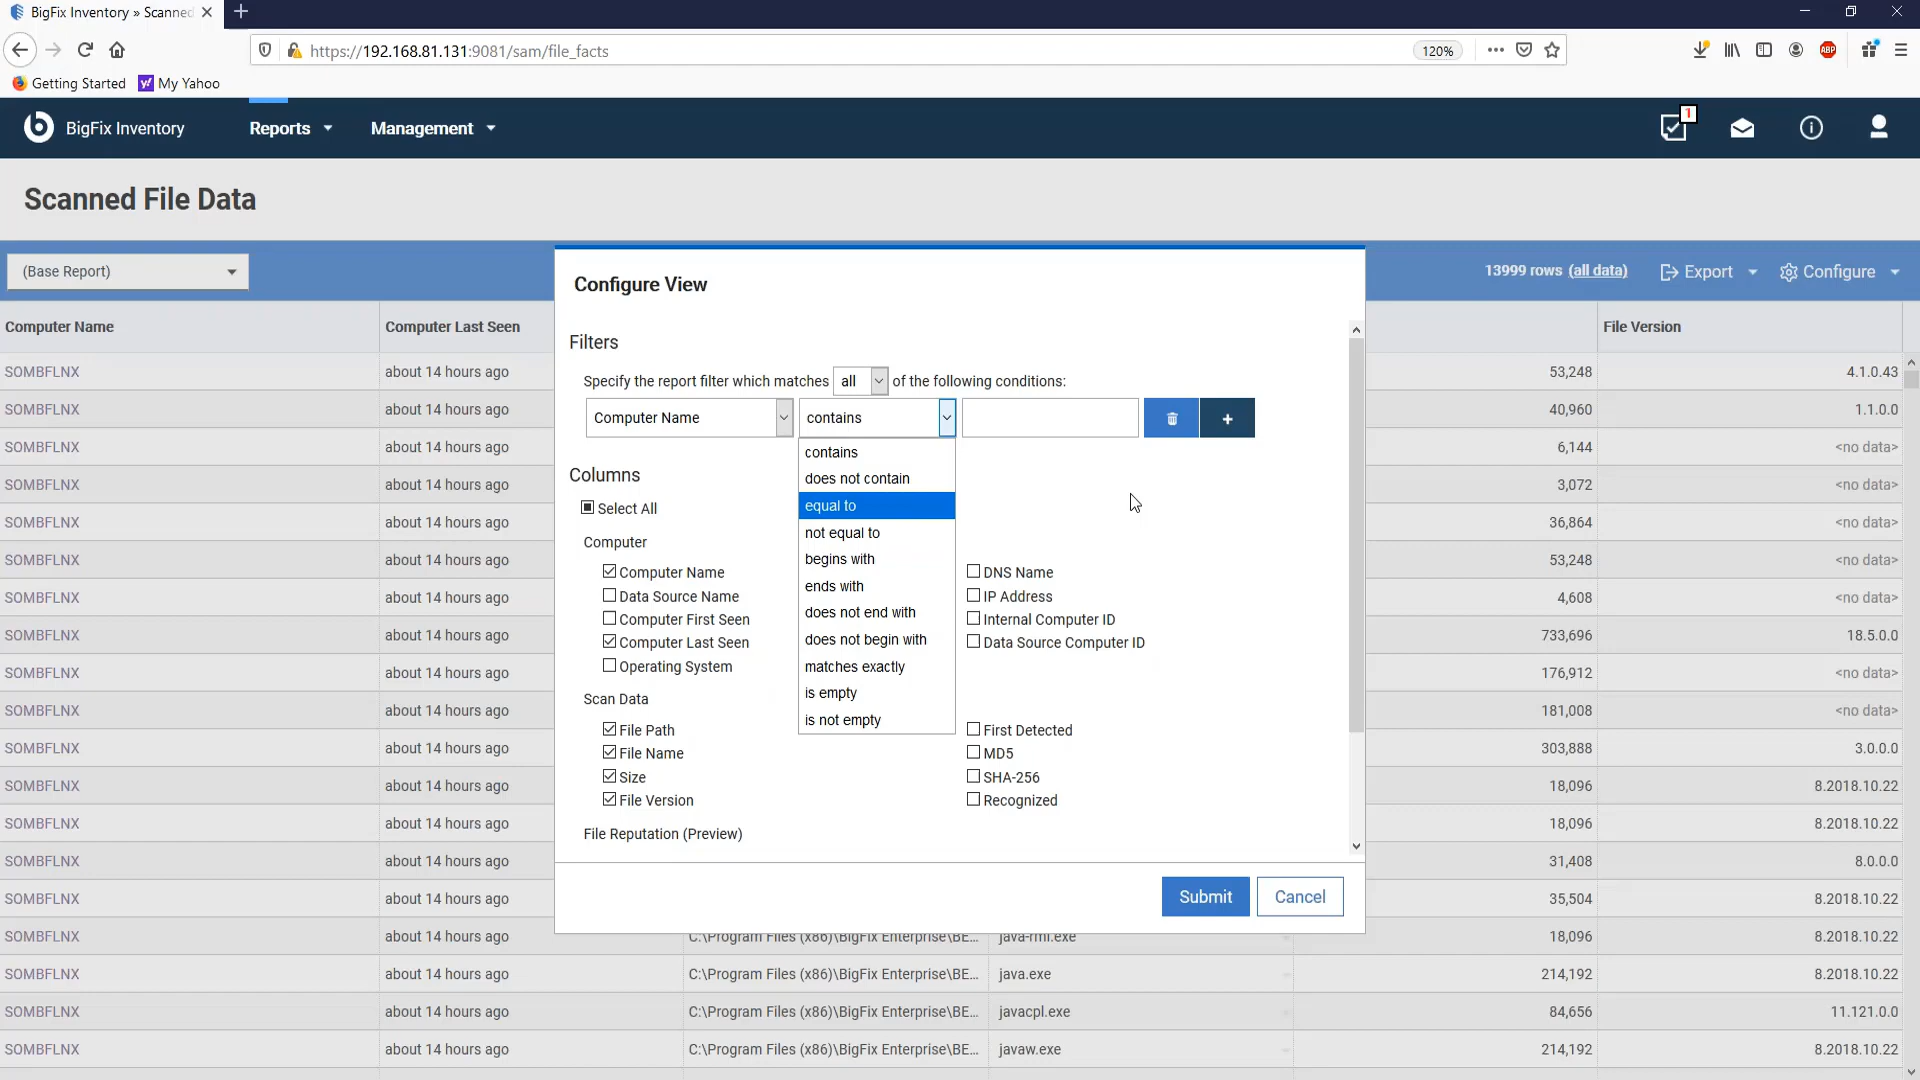 BigFix Inventory » Scanned
https://192.168.81.131:9081/sam/file_facts
120%
ABP
Getting Started
My Yahoo
BigFix Inventory
Reports
Management
1
Scanned File Data
(Base Report)
13999 rows (all data)
Export
Configure
Computer Name
Computer Last Seen
File Version
SOMBFLNX about 14 hours ago 53,248 4.1.0.43
SOMBFLNX about 14 hours ago 40,960 1.1.0.0
SOMBFLNX about 14 hours ago 6,144 <no data>
SOMBFLNX about 14 hours ago 3,072 <no data>
SOMBFLNX about 14 hours ago 36,864 <no data>
SOMBFLNX about 14 hours ago 53,248 <no data>
SOMBFLNX about 14 hours ago 4,608 <no data>
SOMBFLNX about 14 hours ago 733,696 18.5.0.0
SOMBFLNX about 14 hours ago 176,912 <no data>
SOMBFLNX about 14 hours ago 181,008 <no data>
SOMBFLNX about 14 hours ago 303,888 3.0.0.0
SOMBFLNX about 14 hours ago 18,096 8.2018.10.22
SOMBFLNX about 14 hours ago 18,096 8.2018.10.22
SOMBFLNX about 14 hours ago 31,408 8.0.0.0
SOMBFLNX about 14 hours ago 35,504 8.2018.10.22
SOMBFLNX about 14 hours ago C:\Program Files (x86)\BigFix Enterprise\BE... java-rmi.exe 18,096 8.2018.10.22
SOMBFLNX about 14 hours ago C:\Program Files (x86)\BigFix Enterprise\BE... java.exe 214,192 8.2018.10.22
SOMBFLNX about 14 hours ago C:\Program Files (x86)\BigFix Enterprise\BE... javacpl.exe 84,656 11.121.0.0
SOMBFLNX about 14 hours ago C:\Program Files (x86)\BigFix Enterprise\BE... javaw.exe 214,192 8.2018.10.22
Configure View
Filters
Specify the report filter which matches all of the following conditions:
Computer Name
contains
contains
does not contain
equal to
not equal to
begins with
ends with
does not end with
does not begin with
matches exactly
is empty
is not empty
Columns
Select All
Computer
Computer Name
Data Source Name
Computer First Seen
Computer Last Seen
Operating System
DNS Name
IP Address
Internal Computer ID
Data Source Computer ID
Scan Data
File Path
File Name
Size
File Version
First Detected
MD5
SHA-256
Recognized
File Reputation (Preview)
Submit
Cancel